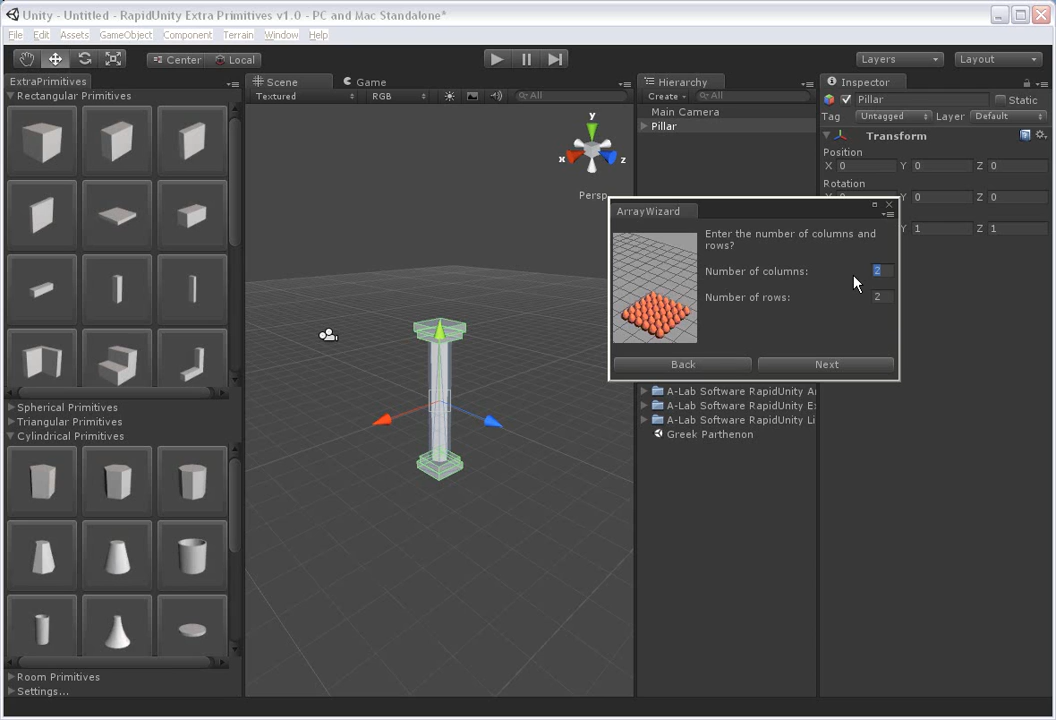 Unity - Untitled - RapidUnity Extra Primitives v1.0 - PC and Mac Standalone*
File Edit Assets GameObject Component Terrain Window Help
Center Local Layers Layout
ExtraPrimitives
Rectangular Primitives
Spherical Primitives
Triangular Primitives
Cylindrical Primitives
Room Primitives
Settings...
Scene Game
Textured RGB All
y
x z
Persp
Hierarchy
Create All
Main Camera
Pillar
A-Lab Software RapidUnity A
A-Lab Software RapidUnity E
A-Lab Software RapidUnity Li
Greek Parthenon
Inspector
Pillar Static
Tag Untagged Layer Default
Transform
Position
X 0 Y 0 Z 0
Rotation
Y 0 Z 0
Y 1 Z 1
ArrayWizard
Enter the number of columns and
rows?
Number of columns: 2
Number of rows: 2
Back Next